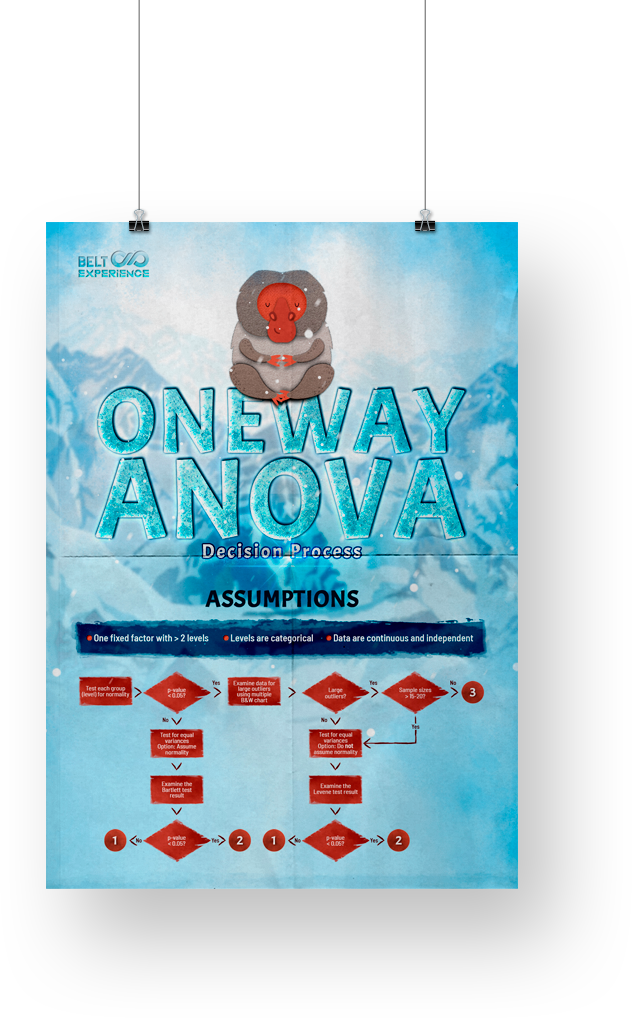 BELT
EXPERIENCE
ONEWAY
ANOVA
Decision Process
ASSUMPTIONS
One fixed factor with > 2 levels
Levels are categorical
Data are continuous and independent
Test each group
(level) for normality
p-value
< 0.05?
Yes
Examine data for
large outliers
using multiple
B&W chart
Large
outliers?
Yes
Sample sizes
> 15-20?
No
3
No
Test for equal
variances
Option: Assume
normality
No
Test for equal
variances
Option: Do not
assume normality
Yes
Examine the
Bartlett test
result
Examine the
Levene test result
1
No
p-value
< 0.05?
Yes
2
1
No
p-value
< 0.05?
Yes
2